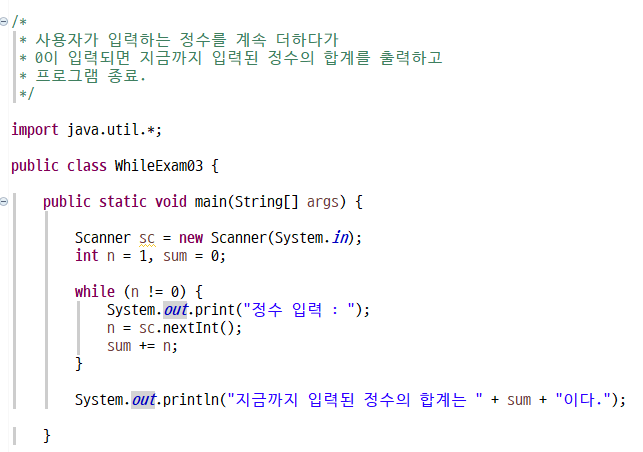 /*
 * 사용자가 입력하는 정수를 계속 더하다가
 * 0이 입력되면 지금까지 입력된 정수의 합계를 출력하고
 * 프로그램 종료.
 */
import java.util.*;
public class WhileExam03 {
public static void main(String[] args) {
Scanner sc = new Scanner(System.in);
int n = 1, sum = 0;
while (n != 0) {
System.out.print("정수 입력 : ");
n = sc.nextInt();
sum += n;
}
System.out.println("지금까지 입력된 정수의 합계는 " + sum + "이다.");
}